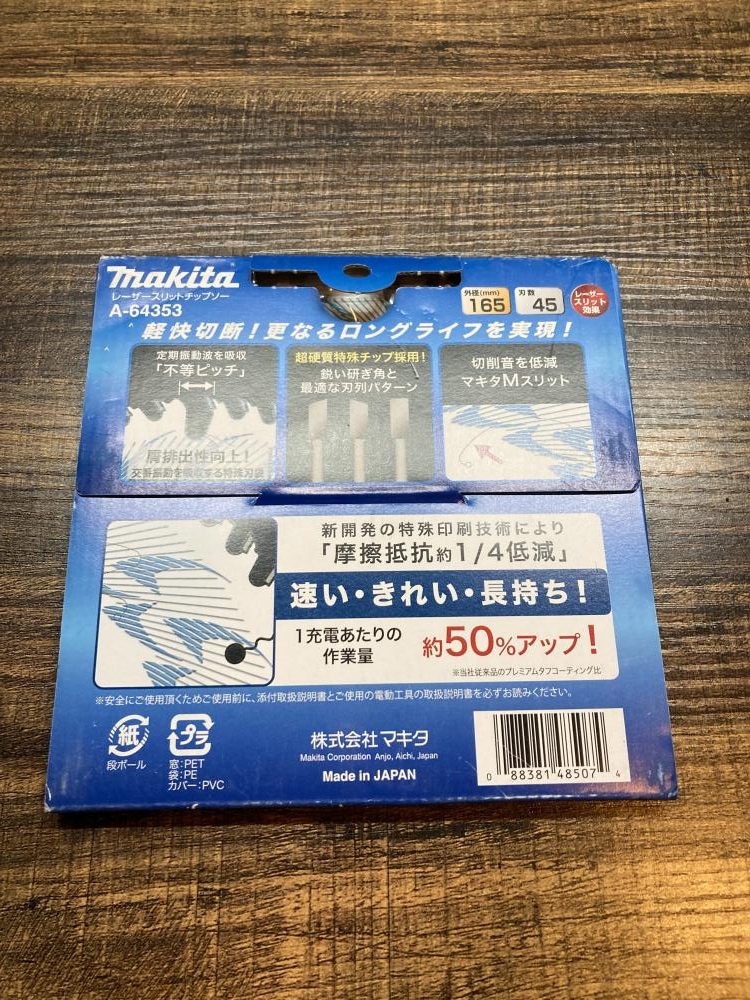 makita
レーザースリットチップソー
A-64353
外径(mm)
165
刃数
45
レーザー
スリット
効果
軽快切断!更なるロングライフを実現!
定期振動波を吸収
「不等ピッチ」
屑排出性向上!
交番振動を吸収する特殊刃袋
超硬質特殊チップ採用!
鋭い研ぎ角と
最適な刃列パターン
切削音を低減
マキタMスリット
新開発の特殊印刷技術により
「摩擦抵抗約1/4低減」
速い・きれい・長持ち!
1充電あたりの
作業量
約50%アップ!
※当社従来品のプレミアムタフコーティング比
※安全にご使用頂くためご使用前に、添付取扱説明書とご使用の電動工具の取扱説明書を必ずお読みください。
紙
段ボール
プラ
窓:PET
袋:PE
カバー:PVC
株式会社マキタ
Makita Corporation Anjo, Aichi, Japan
Made in JAPAN
0 88381 48507 4